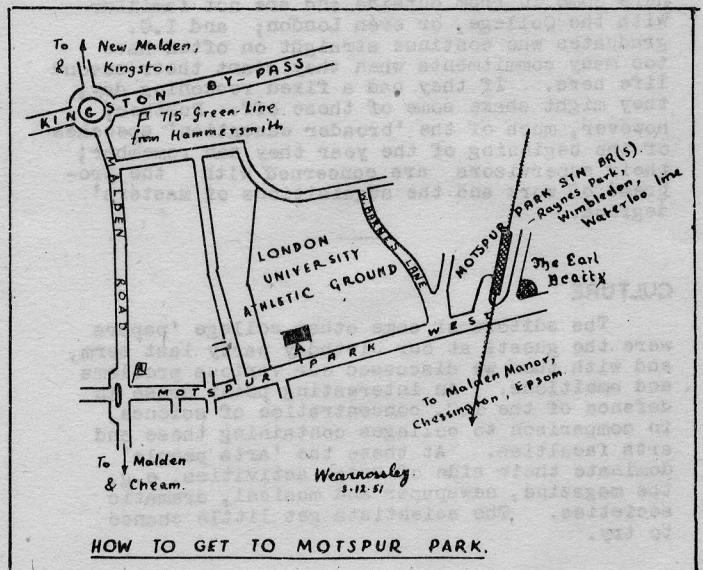 To & New Malden,
Kingston
KINGSTON BY-PASS
715 Green-Line
from Hammersmith
MALDEN ROAD
LONDON
UNIVERSITY
ATHLETIC GROUND
LANE
MOTSPUR PARK STN. BR(S).
-Raynes Park,
Wimbledon,
Waterloo line
The Earl
Beatty
MOTSPUR PARK WEST
To Malden Manor,
Chessington, Epsom
To Malden
& Cheam.
3.12.51
HOW TO GET TO MOTSPUR PARK.
CULTURE